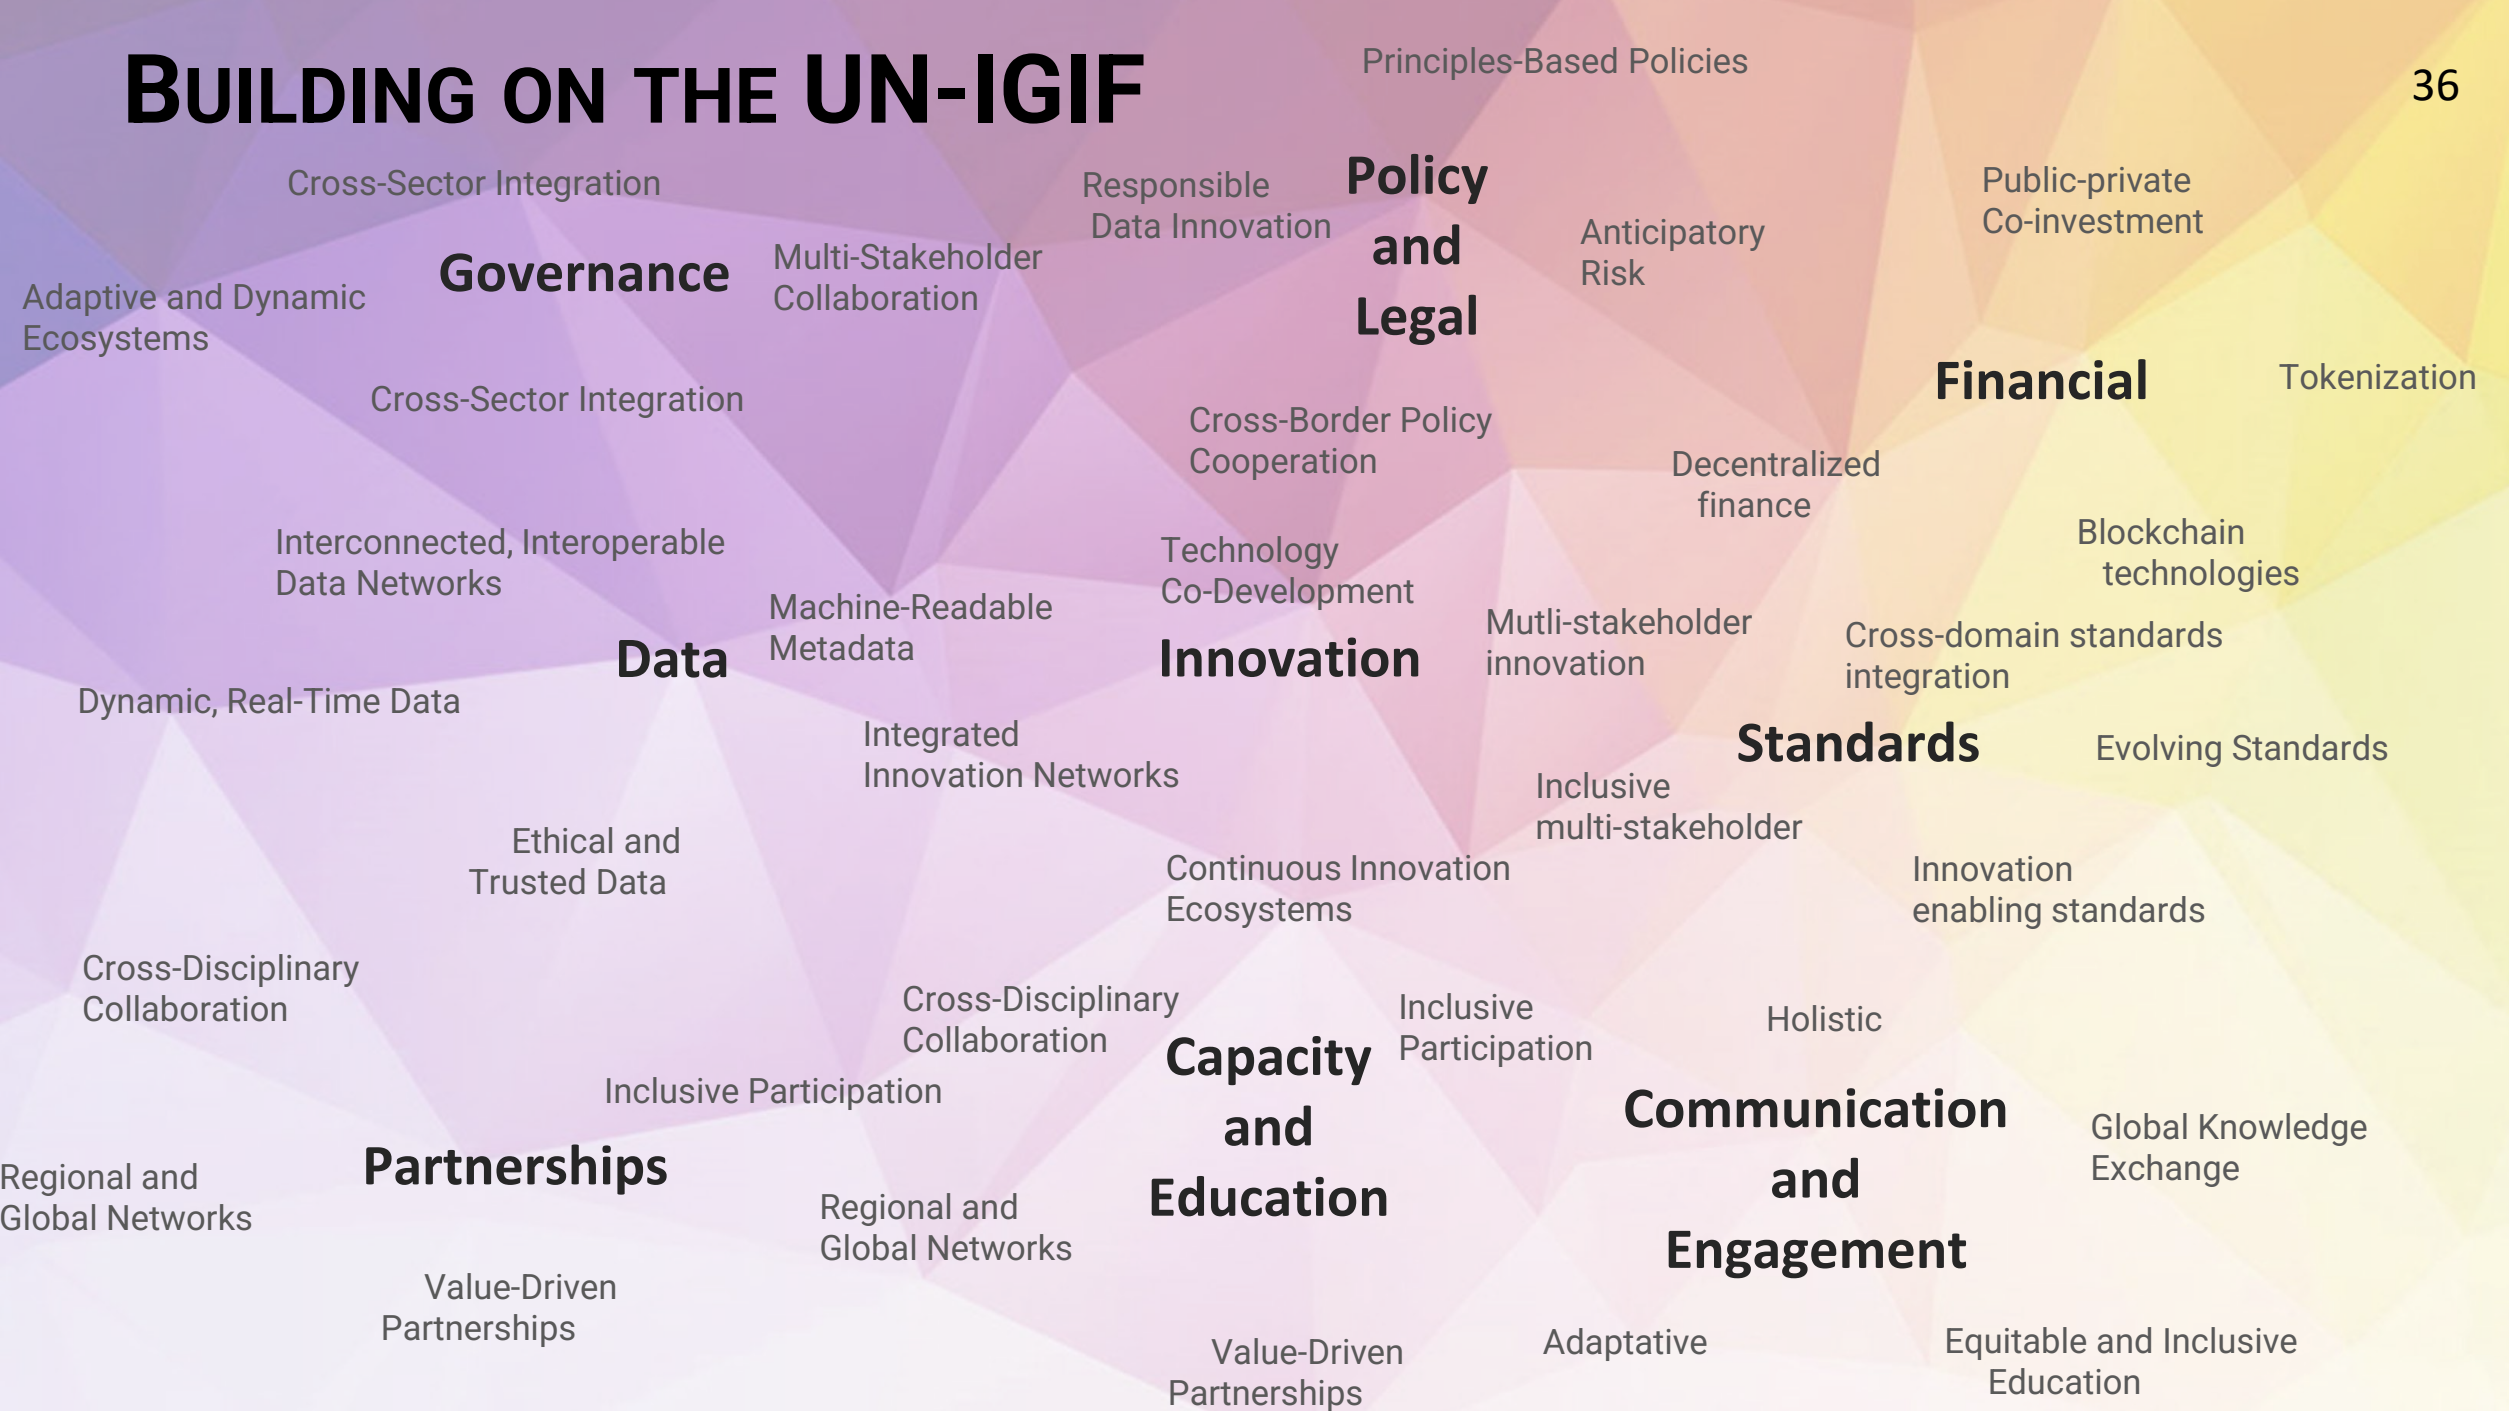 BUILDING ON THE UN-IGIF
36
Principles-Based Policies
Cross-Sector Integration
Governance
Multi-Stakeholder
Collaboration
Adaptive and Dynamic
Ecosystems
Cross-Sector Integration
Responsible
Data Innovation
Policy
and
Legal
Anticipatory
Risk
Cross-Border Policy
Cooperation
Public-private
Co-investment
Financial
Tokenization
Decentralized
finance
Blockchain
technologies
Interconnected, Interoperable
Data Networks
Machine-Readable
Metadata
Data
Dynamic, Real-Time Data
Ethical and
Trusted Data
Technology
Co-Development
Innovation
Mutli-stakeholder
innovation
Integrated
Innovation Networks
Continuous Innovation
Ecosystems
Cross-domain standards
integration
Standards
Evolving Standards
Inclusive
multi-stakeholder
Innovation
enabling standards
Cross-Disciplinary
Collaboration
Inclusive Participation
Partnerships
Regional and
Global Networks
Value-Driven
Partnerships
Cross-Disciplinary
Collaboration
Inclusive
Participation
Capacity
and
Education
Regional and
Global Networks
Value-Driven
Partnerships
Holistic
Communication
and
Engagement
Global Knowledge
Exchange
Adaptative
Equitable and Inclusive
Education